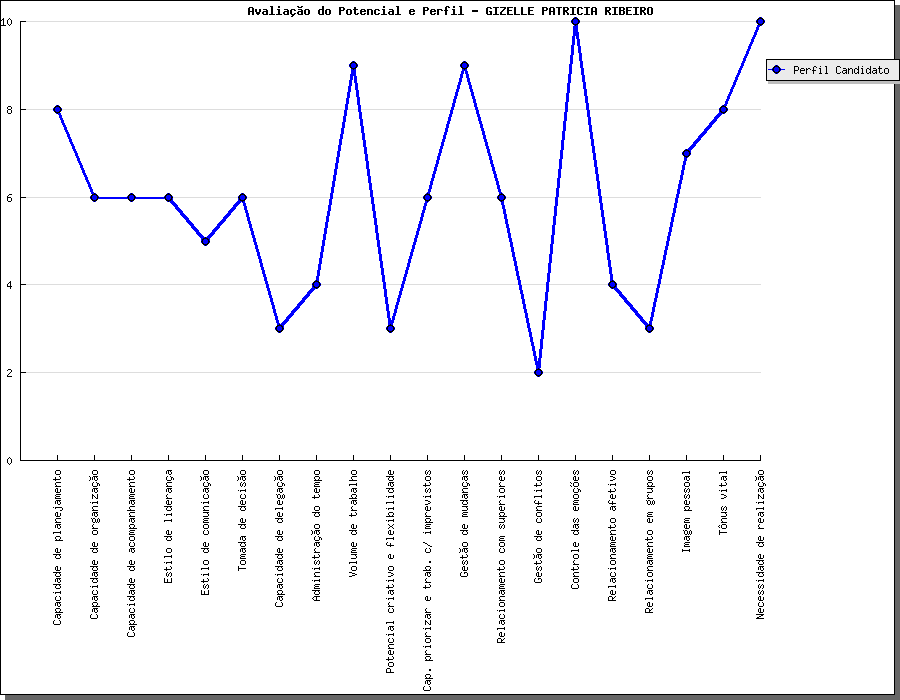 Avaliação do Potencial e Perfil - GIZELLE PATRICIA RIBEIRO
10
8
6
4
2
0
Perfil Candidato
Capacidade de planejamento
Capacidade de organização
Capacidade de acompanhamento
Estilo de liderança
Estilo de comunicação
Tomada de decisão
Capacidade de delegação
Administração do tempo
Volume de trabalho
Potencial criativo e flexibilidade
Cap. priorizar e trab. c/ imprevistos
Gestão de mudanças
Relacionamento com superiores
Gestão de conflitos
Controle das emoções
Relacionamento afetivo
Relacionamento em grupos
Imagem pessoal
Tônus vital
Necessidade de realização